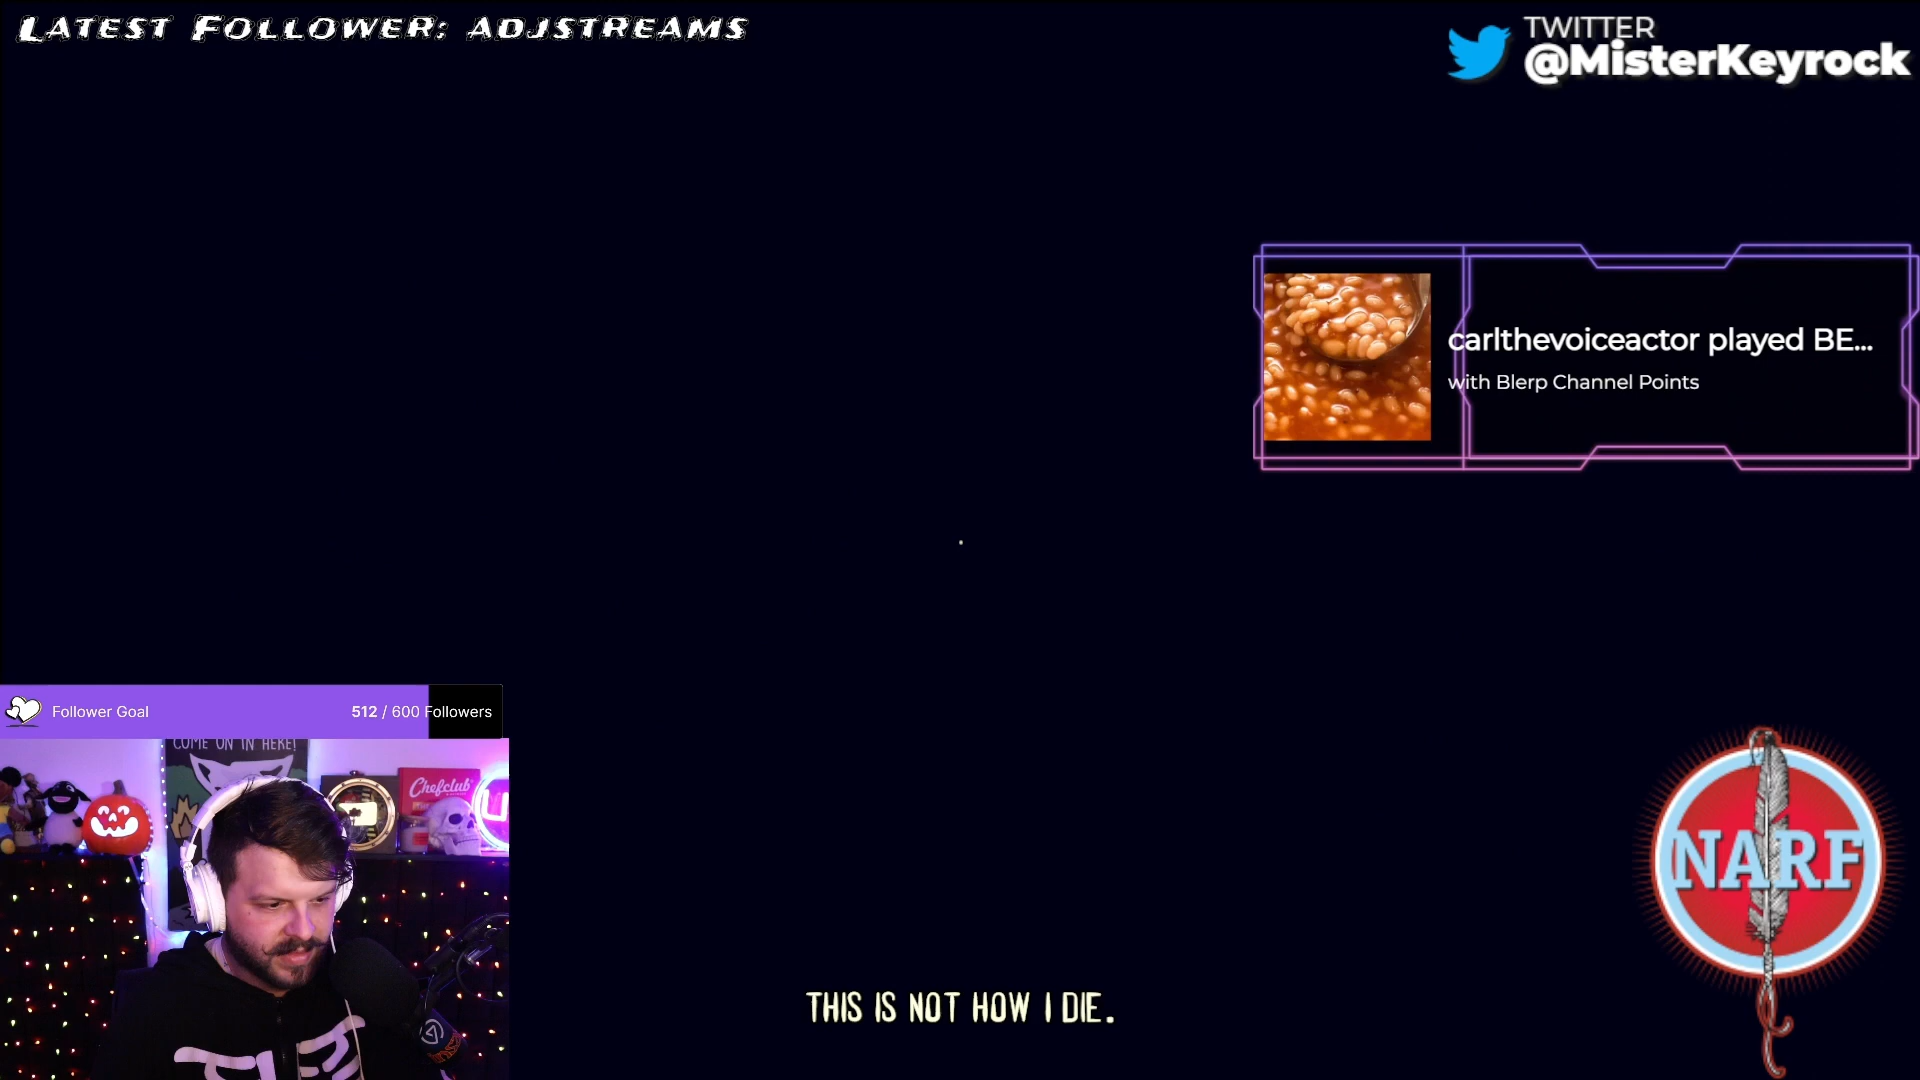 LATEST FOLLOWER: ADJSTREAMS
TWITTER
@MisterKeyrock
carlthevoiceactor played BE...
with Blerp Channel Points
Follower Goal
512 / 600 Followers
COME ON IN HERE!
Chefclub
NARF
THIS IS NOT HOW I DIE.